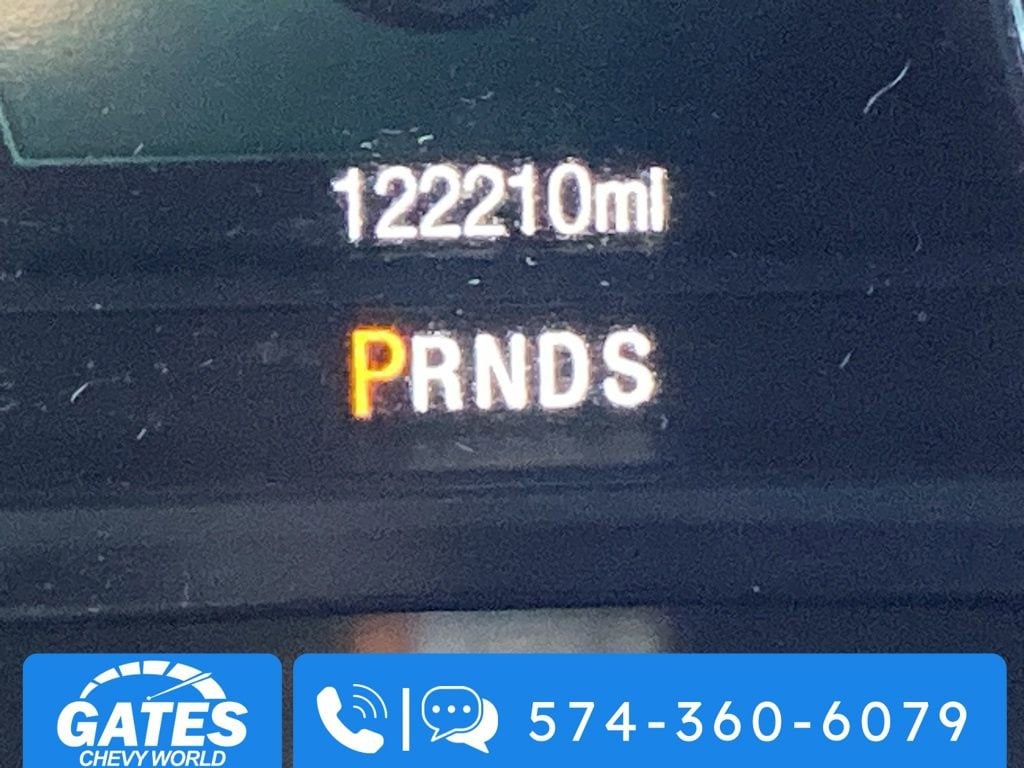 122210mi
PRNDS
GATES
CHEVY WORLD
574-360-6079